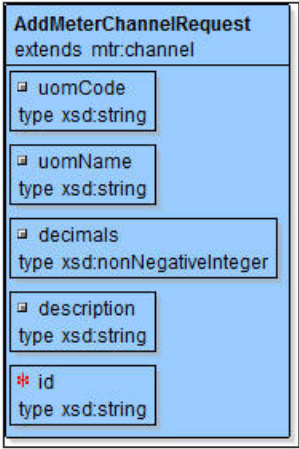 AddMeterChannelRequest
extends mtr:channel
uomCode
type xsd:string
uomName
type xsd:string
decimals
type xsd:nonNegativeInteger
description
type xsd:string
* id
type xsd:string